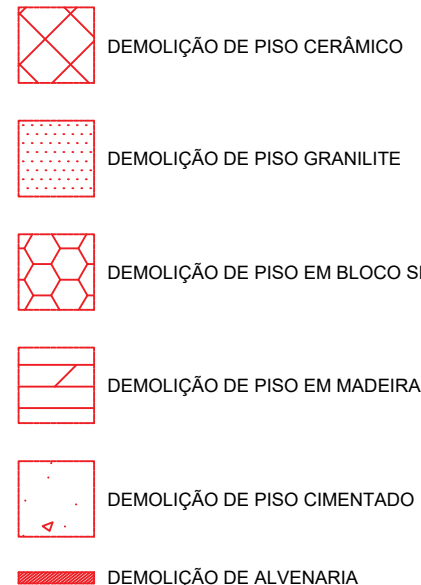 DEMOLIÇÃO DE PISO CERÂMICO
DEMOLIÇÃO DE PISO GRANILITE
DEMOLIÇÃO DE PISO EM BLOCO
DEMOLIÇÃO DE PISO EM MADEIRA
DEMOLIÇÃO DE PISO CIMENTADO
DEMOLIÇÃO DE ALVENARIA